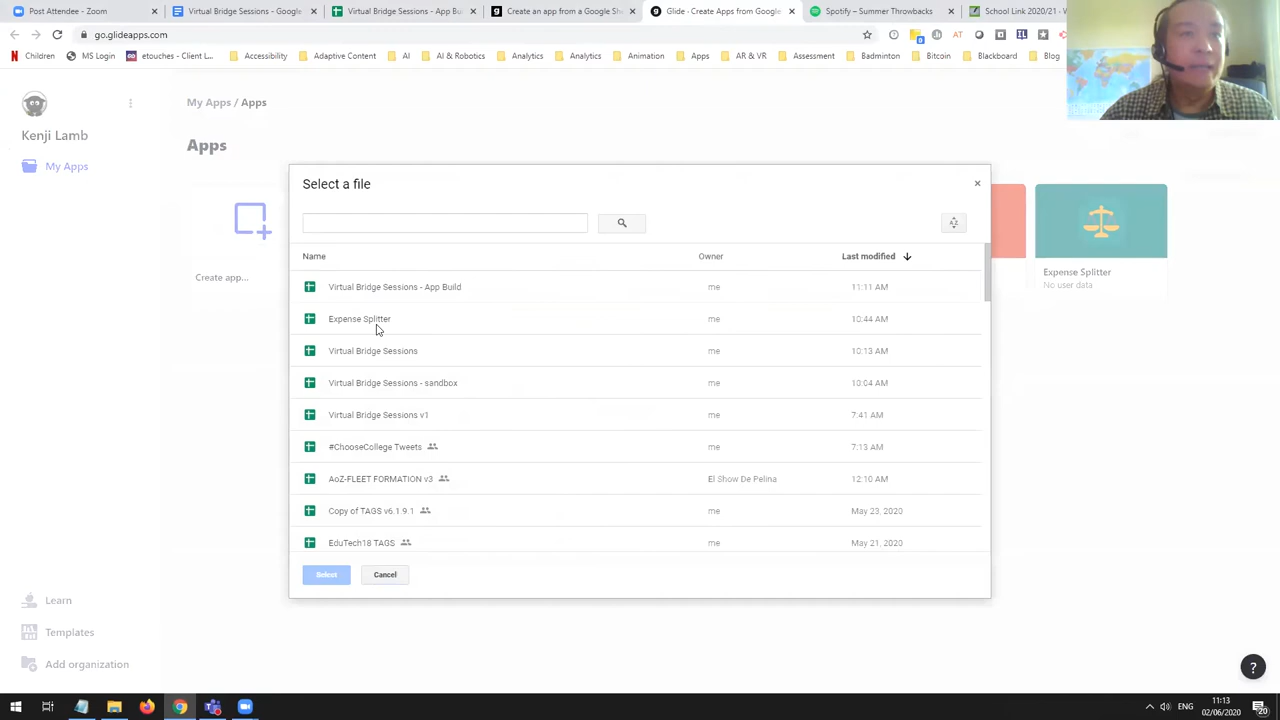 Post Attendee - Zoom
Virtual Bridge Sessions - Google
Virtual Bridge Sessions - App Bu
Create an app from a Google She
Glide - Create Apps from Google
Spotify – Summer Throwbacks
School Link 2020/21 - V
go.glideapps.com
Children
MS Login
etouches - Client L...
Accessibility
Adaptive Content
AI
AI & Robotics
Analytics
Analytics
Animation
Apps
AR & VR
Assessment
Badminton
Bitcoin
Blackboard
Blog
Kenji Lamb
My Apps
My Apps / Apps
Apps
Create app...
Expense Splitter
No user data
Select a file
Name Owner Last modified
Virtual Bridge Sessions - App Build me 11:11 AM
Expense Splitter me 10:44 AM
Virtual Bridge Sessions me 10:13 AM
Virtual Bridge Sessions - sandbox me 10:04 AM
Virtual Bridge Sessions v1 me 7:41 AM
#ChooseCollege Tweets me 7:13 AM
AoZ-FLEET FORMATION v3 El Show De Pelina 12:10 AM
Copy of TAGS v6.1.9.1 me May 23, 2020
EduTech18 TAGS me May 21, 2020
Select
Cancel
Learn
Templates
Add organization
?
ENG
11:13
02/06/2020
20